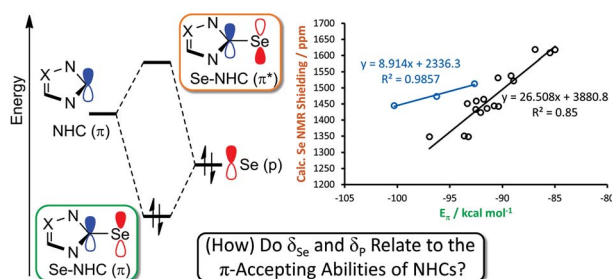 Energy
X
N
N
NHC (π)
X
N
N
Se
Se-NHC (π*)
Se (p)
X
N
N
Se
Se-NHC (π)
Calc. Se NMR Shielding / ppm
1700
1650
1600
1550
1500
1450
1400
1350
1300
1250
1200
y = 8.914x + 2336.3
R² = 0.9857
y = 26.508x + 3880.8
R² = 0.85
-105 -100 -95 -90 -85 -80
Eπ / kcal mol⁻¹
(How) Do δSe and δP Relate to the
π-Accepting Abilities of NHCs?